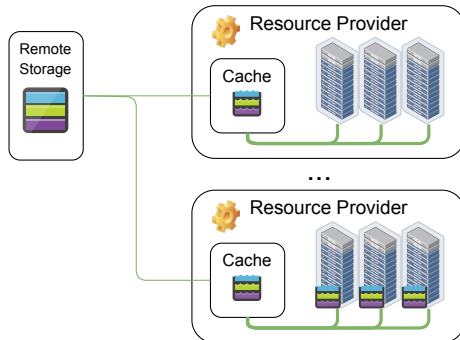 Remote
Storage
Resource Provider
Cache
...
Resource Provider
Cache